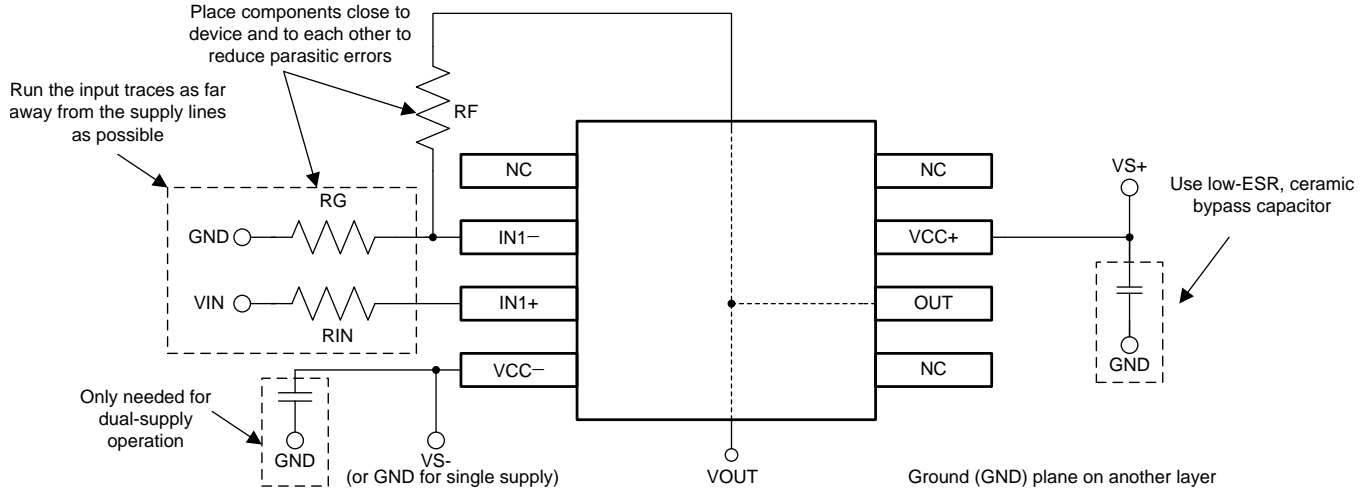 Place components close to
device and to each other to
reduce parasitic errors
Run the input traces as far
away from the supply lines
as possible
RF
NC
NC
VS+
Use low-ESR, ceramic
bypass capacitor
RG
GND
IN1−
VCC+
VIN
IN1+
OUT
RIN
VCC−
NC
GND
Only needed for
dual-supply
operation
GND
VS-
(or GND for single supply)
VOUT
Ground (GND) plane on another layer